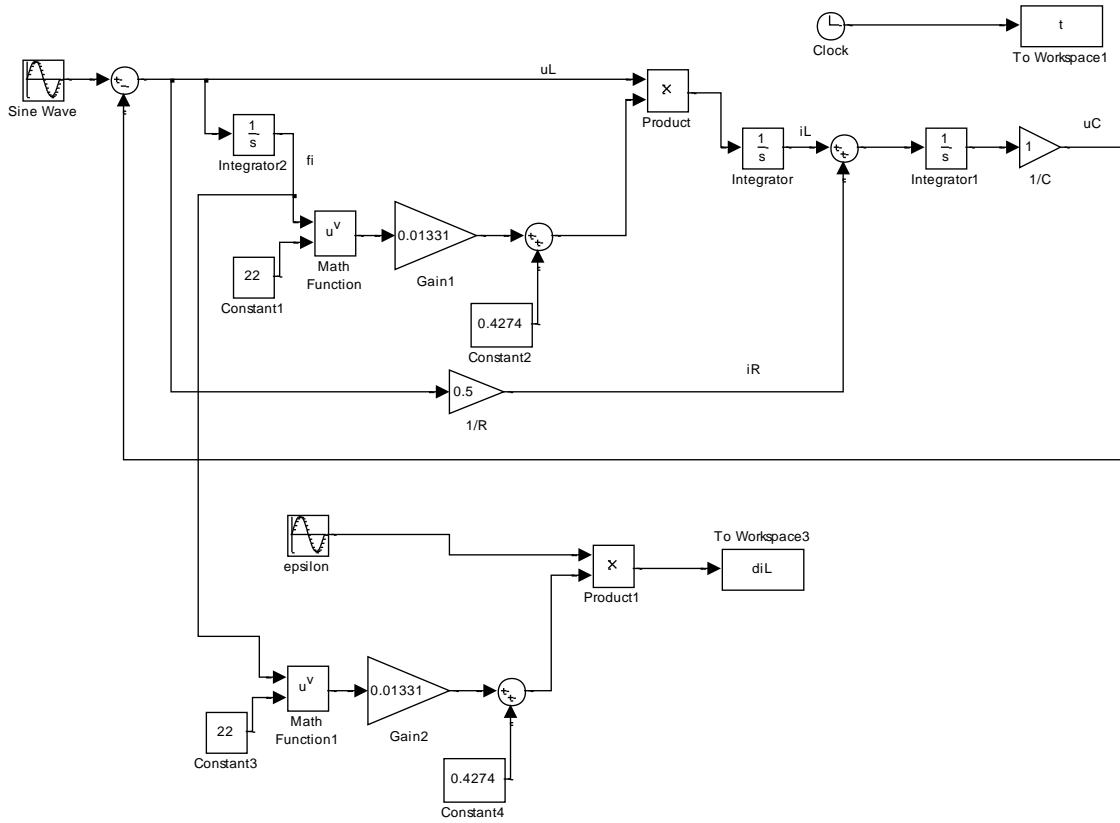 t
Clock
To Workspace1
Sine Wave
uL
x
Product
1
s
Integrator2
fi
iL
1
s
Integrator
1
s
Integrator1
1
1/C
uC
u^v
Math
Function
22
Constant1
0.01331
Gain1
0.4274
Constant2
0.5
1/R
iR
epsilon
x
Product1
To Workspace3
diL
u^v
Math
Function1
22
Constant3
0.01331
Gain2
0.4274
Constant4